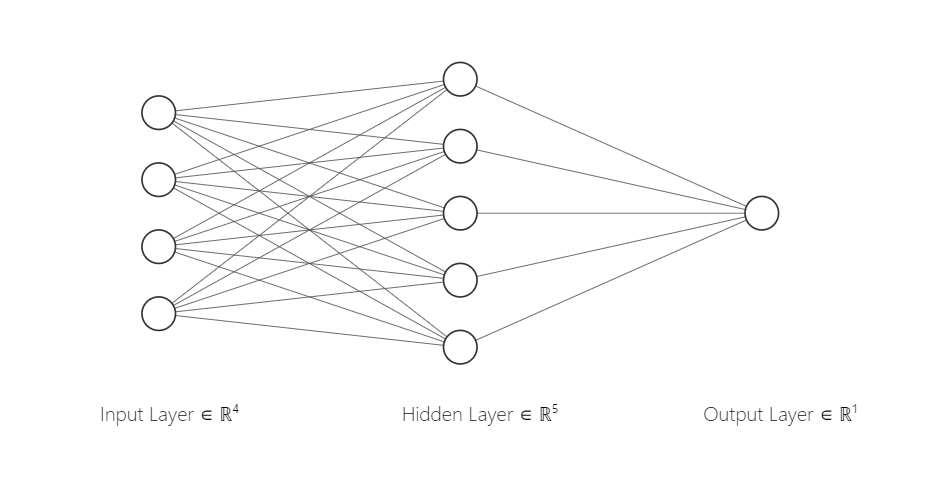 Input Layer ∈ ℝ⁴
Hidden Layer ∈ ℝ⁵
Output Layer ∈ ℝ¹